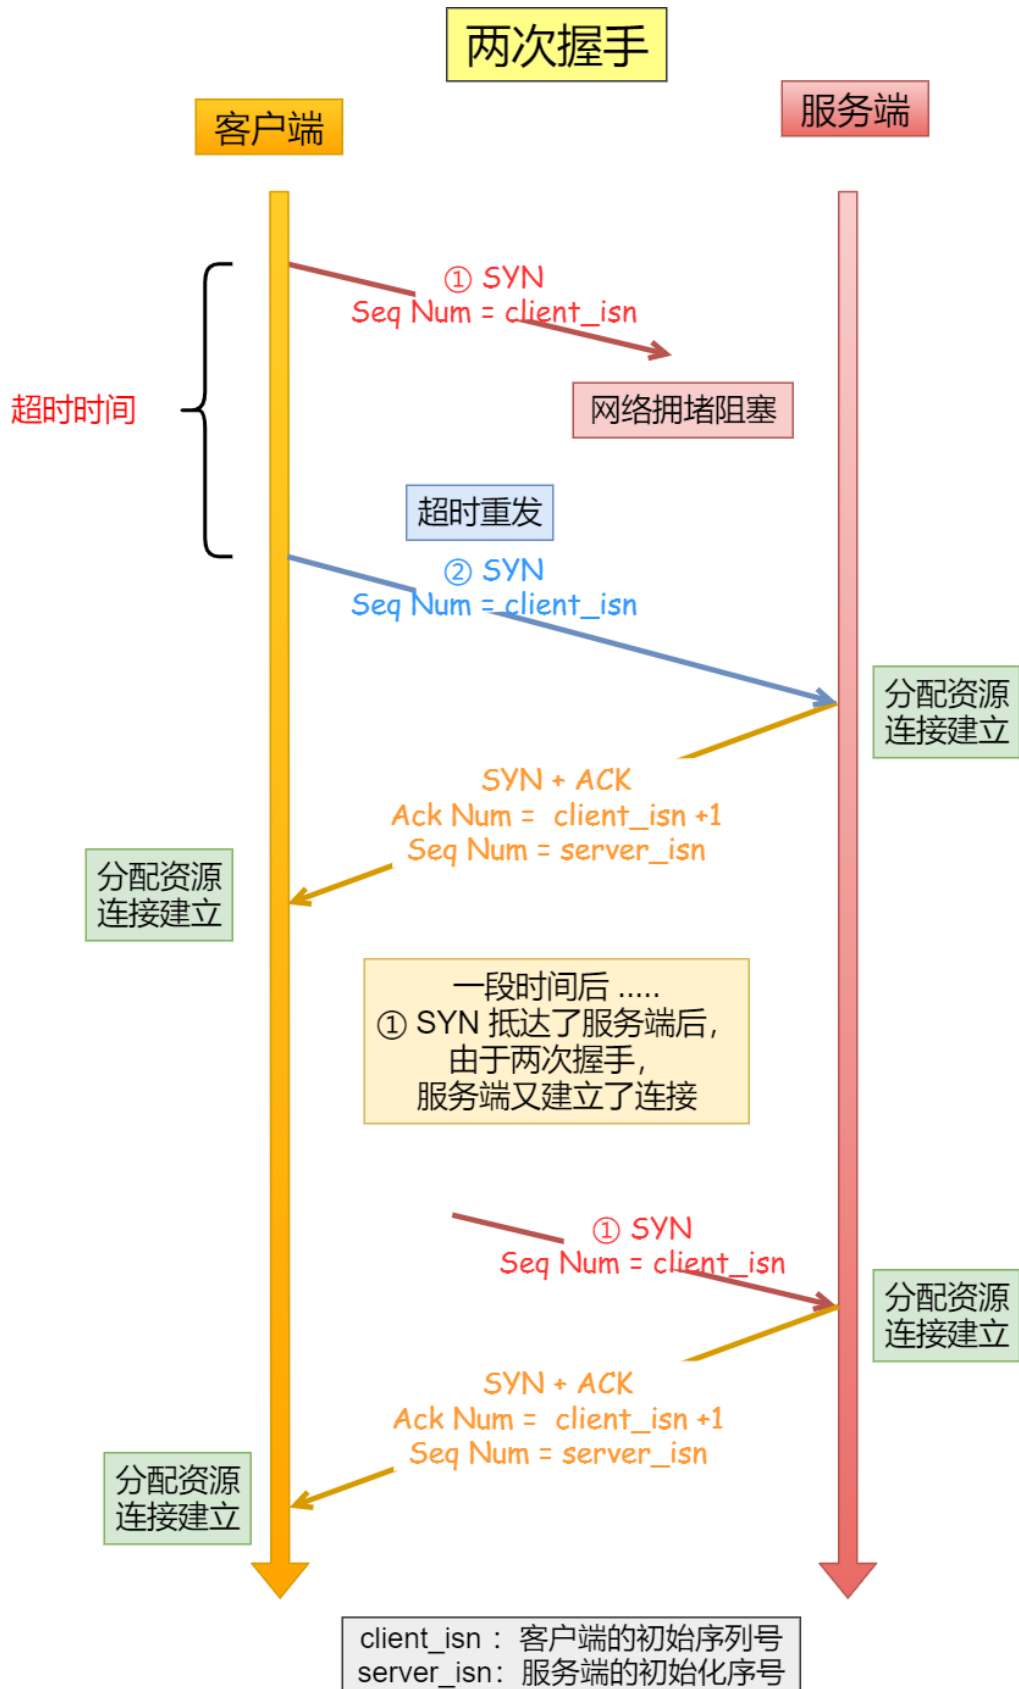 两次握手
客户端
服务端
① SYN
Seq Num = client_isn
网络拥堵阻塞
超时时间
超时重发
② SYN
Seq Num = client_isn
分配资源
连接建立
SYN + ACK
Ack Num = client_isn +1
Seq Num = server_isn
分配资源
连接建立
一段时间后 .....
① SYN 抵达了服务端后，
由于两次握手，
服务端又建立了连接
① SYN
Seq Num = client_isn
分配资源
连接建立
SYN + ACK
Ack Num = client_isn +1
Seq Num = server_isn
分配资源
连接建立
client_isn ：客户端的初始序列号
server_isn：服务端的初始化序号